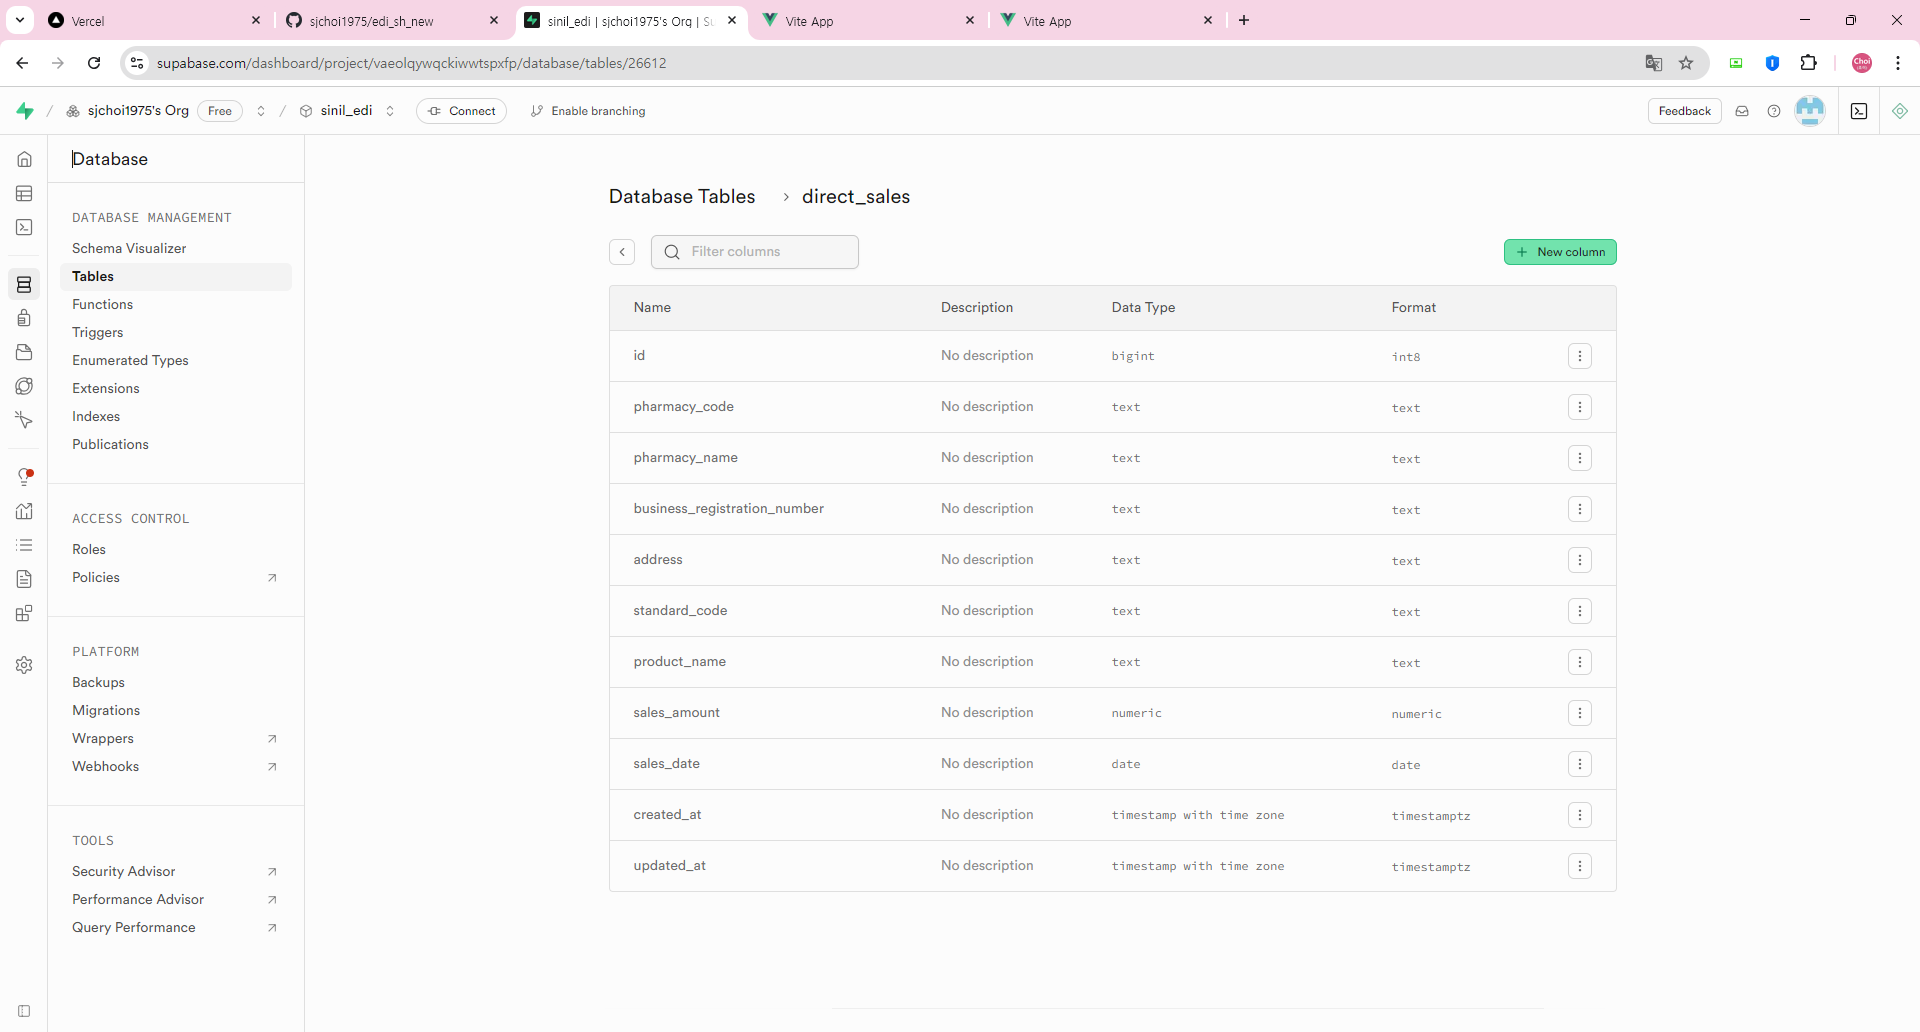 Vercel
sjchoi1975/edi_sh_new
sinil_edi | sjchoi1975's Org | Su
Vite App
Vite App
supabase.com/dashboard/project/vaeolqywqckiwwtspxfp/database/tables/26612
Choi
sjchoi1975's Org
Free
sinil_edi
Connect
Enable branching
Feedback
Database
DATABASE MANAGEMENT
Schema Visualizer
Tables
Functions
Triggers
Enumerated Types
Extensions
Indexes
Publications
ACCESS CONTROL
Roles
Policies
PLATFORM
Backups
Migrations
Wrappers
Webhooks
TOOLS
Security Advisor
Performance Advisor
Query Performance
Database Tables > direct_sales
Filter columns
New column
Name Description Data Type Format
id No description bigint int8
pharmacy_code No description text text
pharmacy_name No description text text
business_registration_number No description text text
address No description text text
standard_code No description text text
product_name No description text text
sales_amount No description numeric numeric
sales_date No description date date
created_at No description timestamp with time zone timestamptz
updated_at No description timestamp with time zone timestamptz